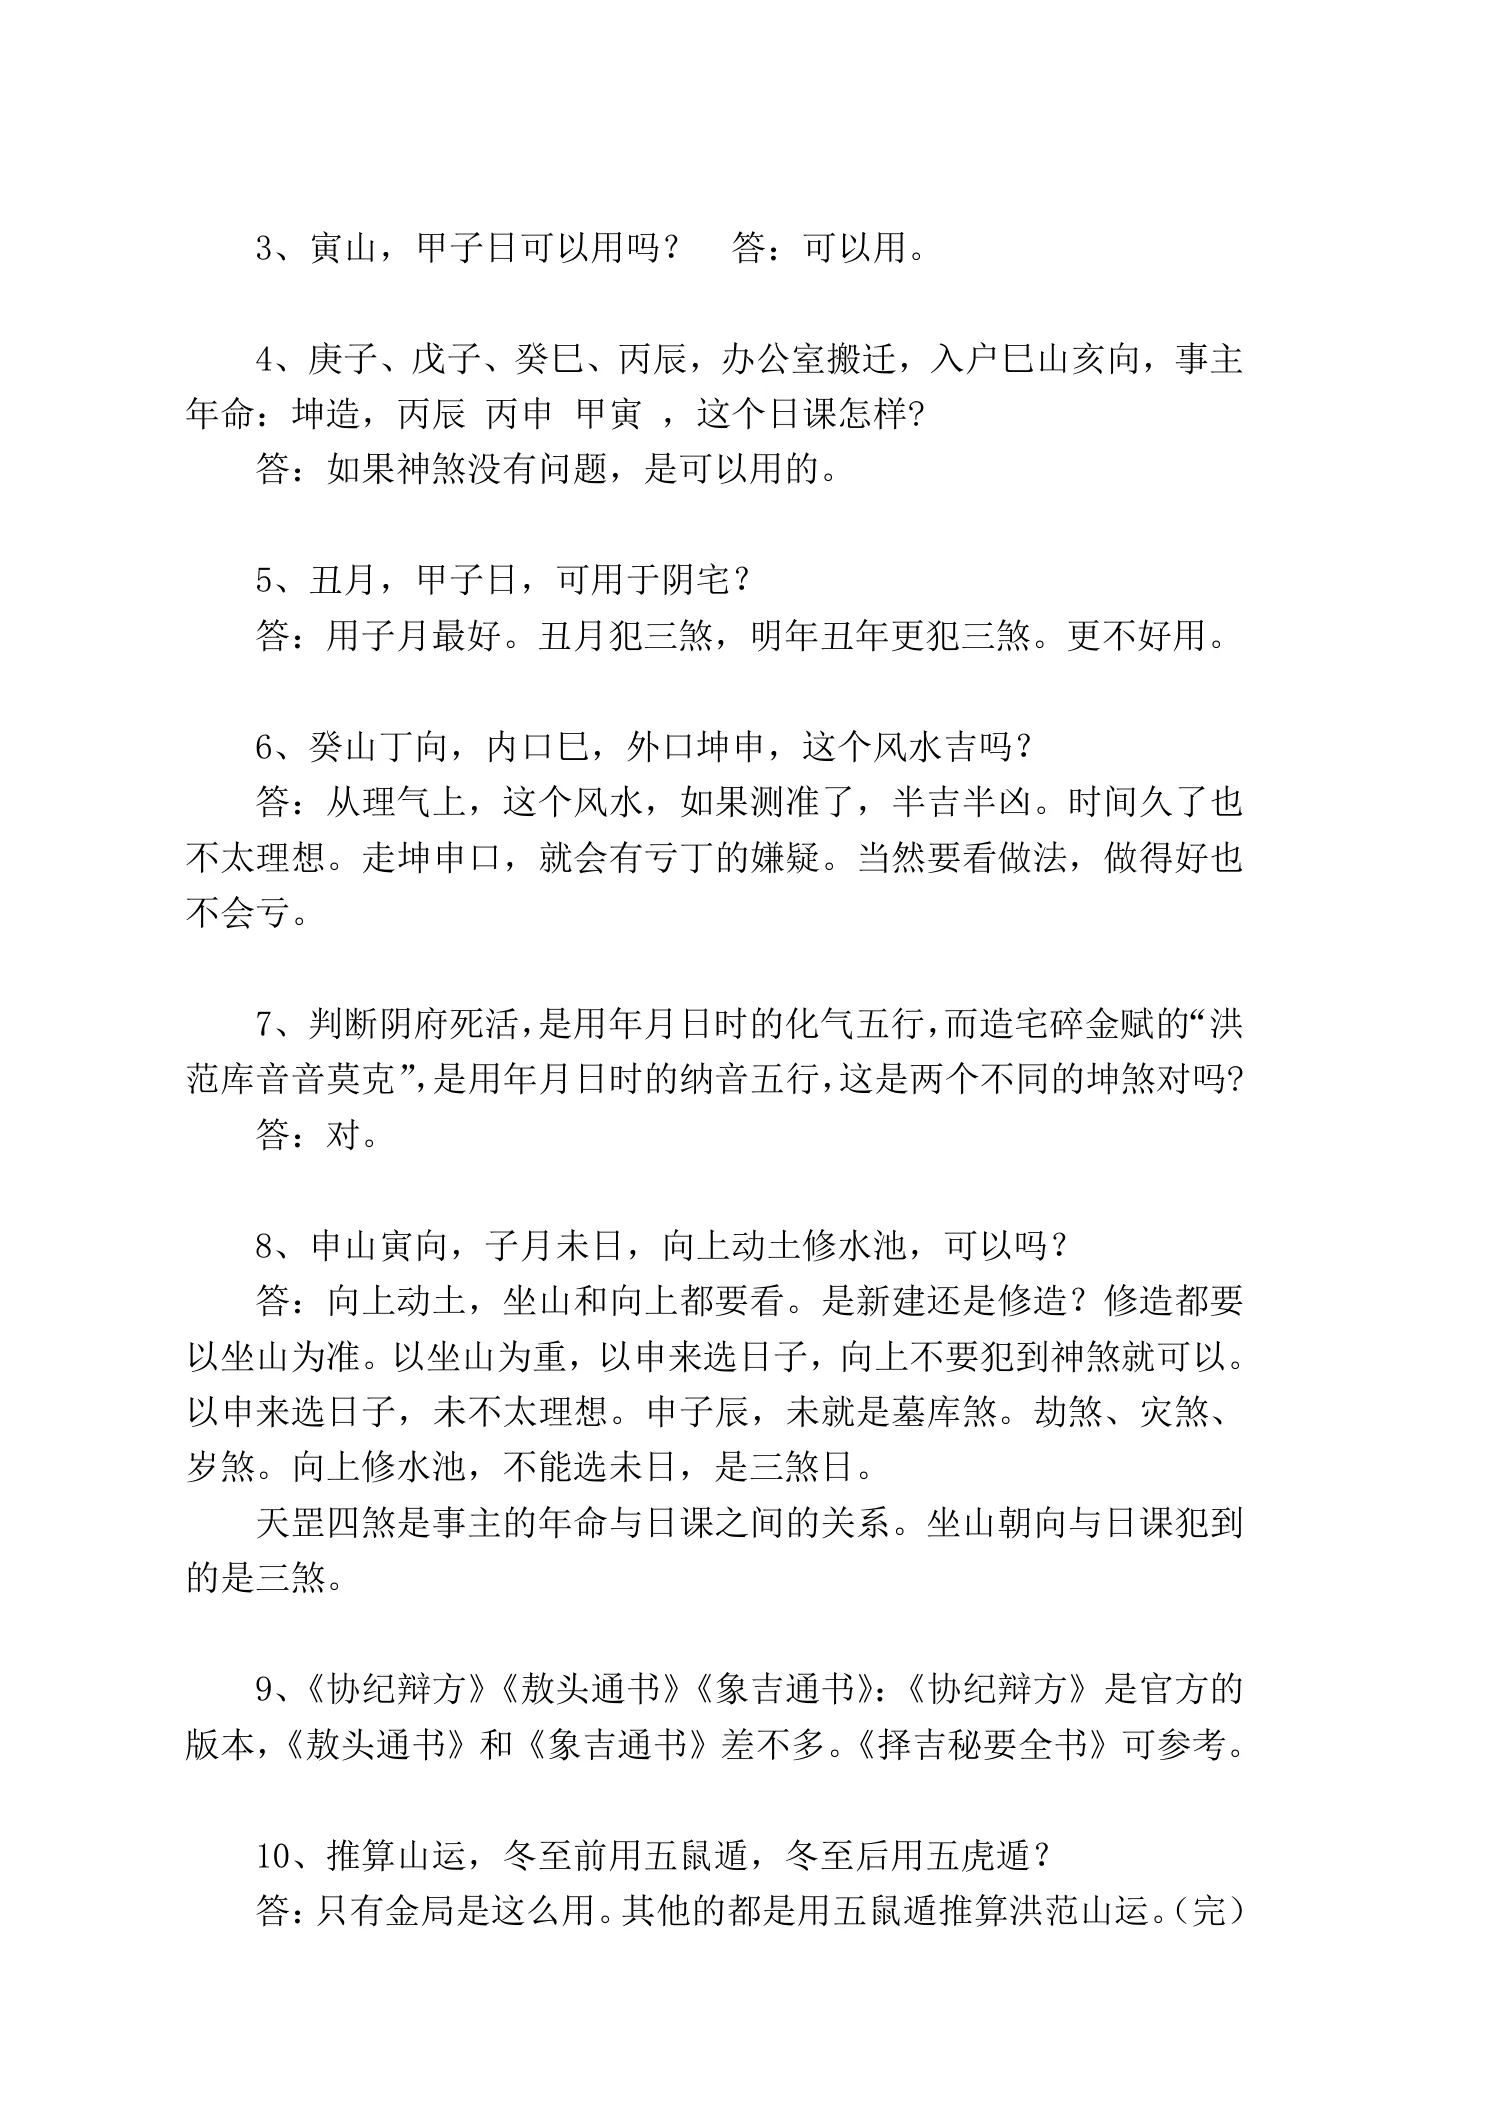 3、寅山，甲子日可以用吗？　答：可以用。
4、庚子、戊子、癸巳、丙辰，办公室搬迁，入户巳山亥向，事主
年命：坤造，丙辰 丙申 甲寅 ，这个日课怎样？
答：如果神煞没有问题，是可以用的。
5、丑月，甲子日，可用于阴宅？
答：用子月最好。丑月犯三煞，明年丑年更犯三煞。更不好用。
6、癸山丁向，内口巳，外口坤申，这个风水吉吗？
答：从理气上，这个风水，如果测准了，半吉半凶。时间久了也
不太理想。走坤申口，就会有亏丁的嫌疑。当然要看做法，做得好也
不会亏。
7、判断阴府死活，是用年月日时的化气五行，而造宅碎金赋的“洪
范库音音莫克”，是用年月日时的纳音五行，这是两个不同的坤煞对吗？
答：对。
8、申山寅向，子月未日，向上动土修水池，可以吗？
答：向上动土，坐山和向上都要看。是新建还是修造？修造都要
以坐山为准。以坐山为重，以申来选日子，向上不要犯到神煞就可以。
以申来选日子，未不太理想。申子辰，未就是墓库煞。劫煞、灾煞、
岁煞。向上修水池，不能选未日，是三煞日。
天罡四煞是事主的年命与日课之间的关系。坐山朝向与日课犯到
的是三煞。
9、《协纪辩方》《敖头通书》《象吉通书》：《协纪辩方》是官方的
版本，《敖头通书》和《象吉通书》差不多。《择吉秘要全书》可参考。
10、推算山运，冬至前用五鼠遁，冬至后用五虎遁？
答：只有金局是这么用。其他的都是用五鼠遁推算洪范山运。（完）